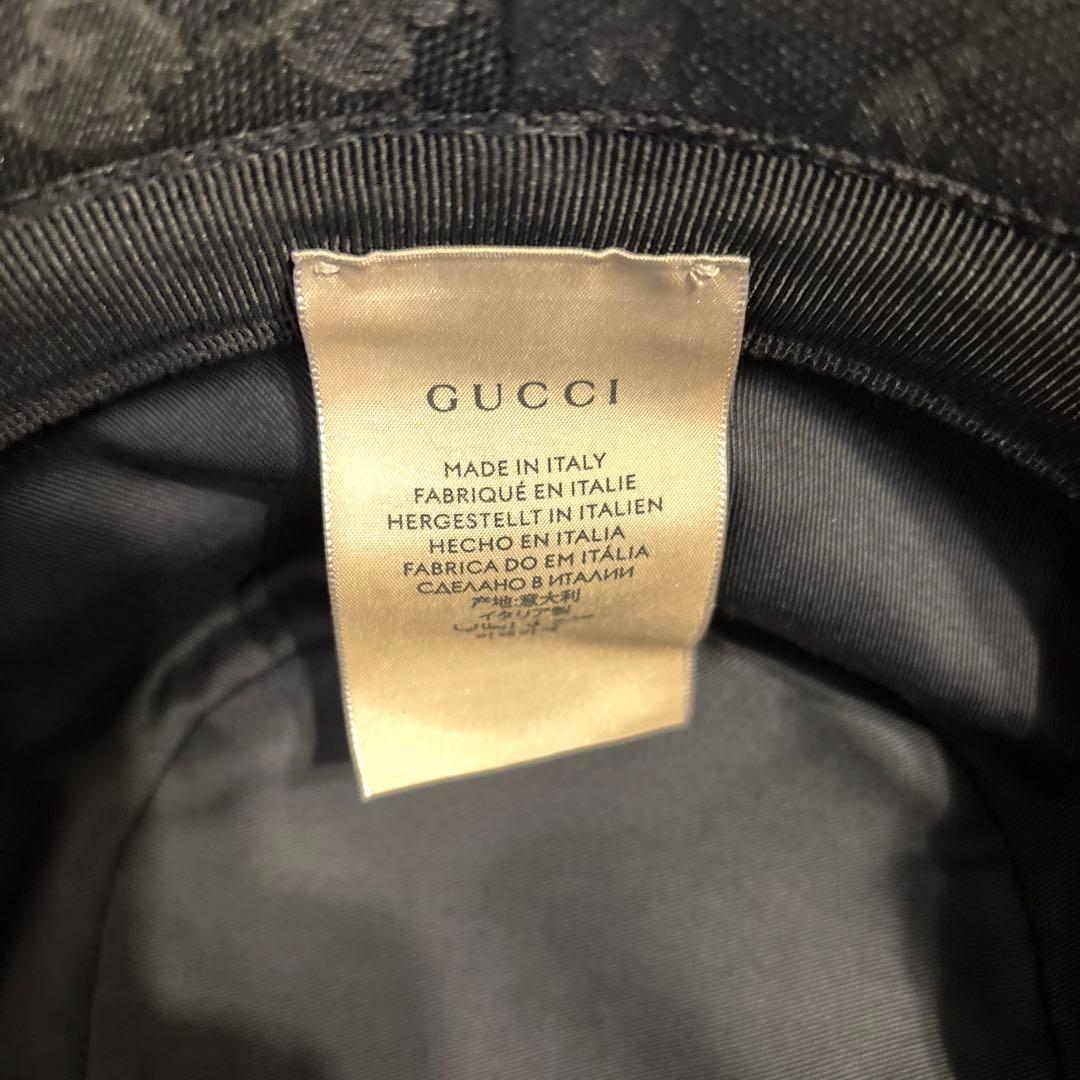 GUCCI
MADE IN ITALY
FABRIQUÉ EN ITALIE
HERGESTELLT IN ITALIEN
HECHO EN ITALIA
FABRICA DO EM ITÁLIA
СДЕЛАНО В ИТАЛИИ
产地:意大利
イタリア製